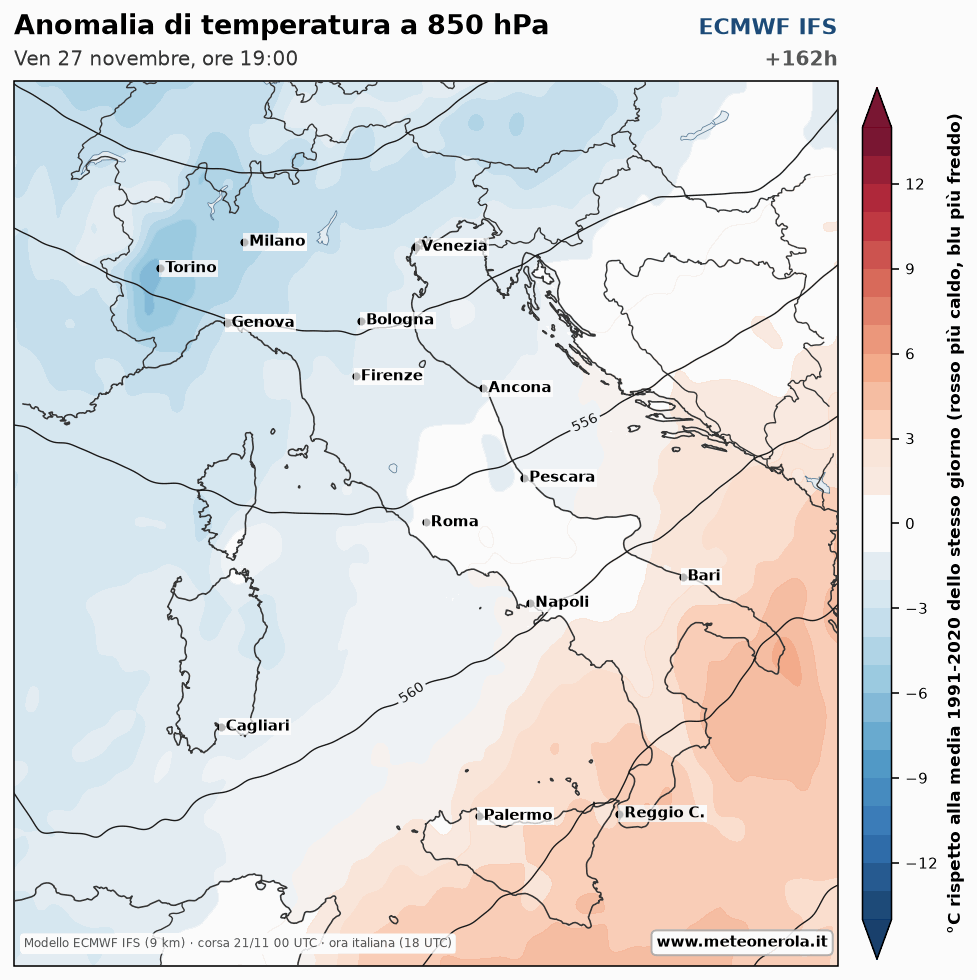 Anomalia di temperatura a 850 hPa
ECMWF IFS
Ven 27 novembre, ore 19:00
+162h
Milano
Venezia
Torino
Genova
Bologna
Firenze
Ancona
556
Pescara
Roma
Bari
Napoli
560
Cagliari
Palermo
Reggio C.
12
9
6
3
0
−3
−6
−9
−12
°C rispetto alla media 1991-2020 dello stesso giorno (rosso più caldo, blu più freddo)
Modello ECMWF IFS (9 km) · corsa 21/11 00 UTC · ora italiana (18 UTC)
www.meteonerola.it